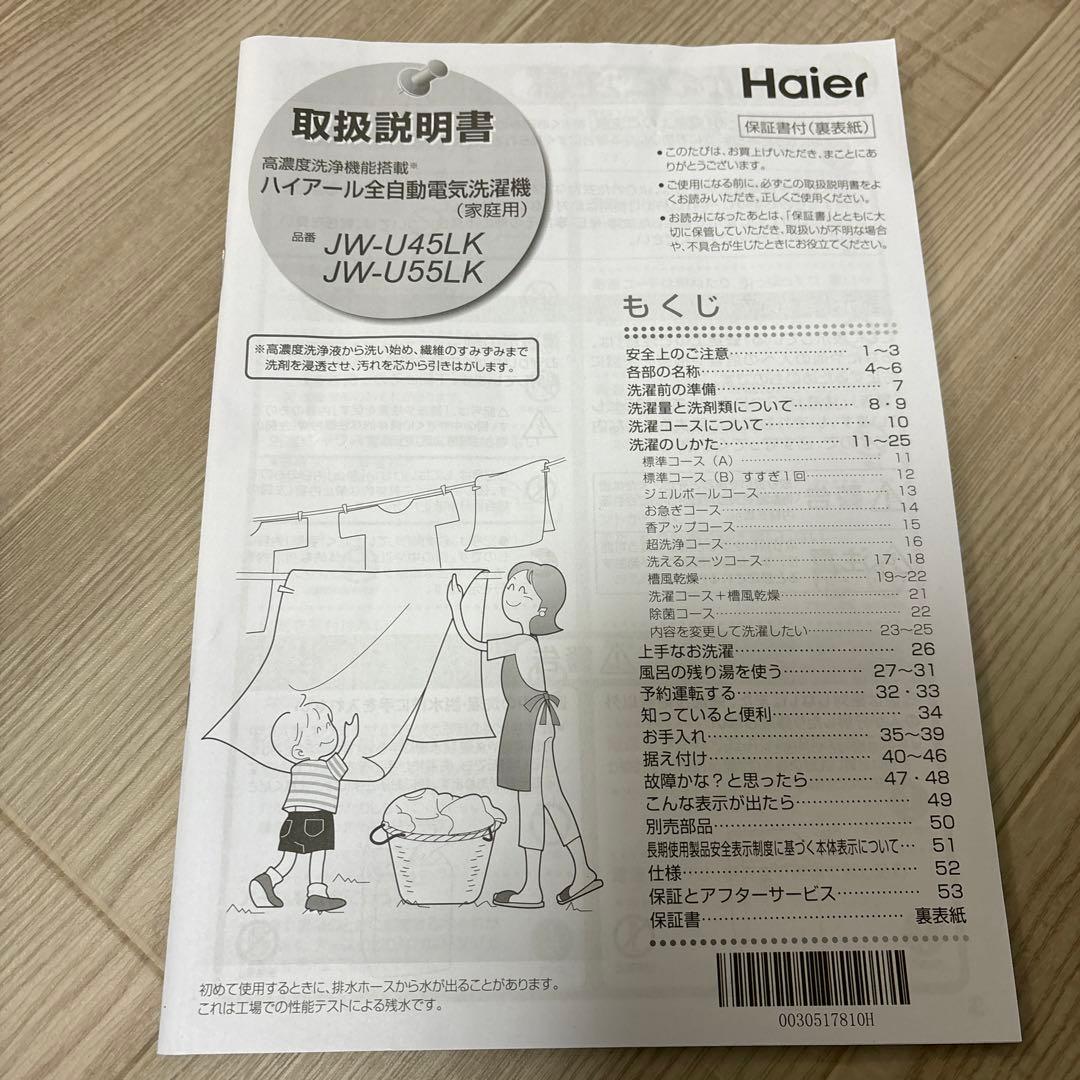 取扱説明書
高濃度洗浄機能搭載※
ハイアール全自動電気洗濯機
(家庭用)
品番 JW-U45LK
JW-U55LK
※高濃度洗浄液から洗い始め、繊維のすみずみまで
洗剤を浸透させ、汚れを芯から引きはがします。
Haier
保証書付(裏表紙)
●このたびは、お買上げいただき、まことにあ
りがとうございます。
●ご使用になる前に、必ずこの取扱説明書をよ
くお読みいただき、正しくご使用ください。
●お読みになったあとは、「保証書」とともに大
切に保管していただき、取扱いが不明な場合
や、不具合が生じたときにお役立てください。
もくじ
安全上のご注意…………………… 1〜3
各部の名称………………………… 4〜6
洗濯前の準備……………………… 7
洗濯量と洗剤類について………… 8・9
洗濯コースについて……………… 10
洗濯のしかた……………………… 11〜25
標準コース(A)…………………… 11
標準コース(B)すすぎ1回………… 12
ジェルボールコース……………… 13
お急ぎコース……………………… 14
香アップコース…………………… 15
超洗浄コース……………………… 16
洗えるスーツコース……………… 17・18
槽風乾燥…………………………… 19〜22
洗濯コース+槽風乾燥…………… 21
除菌コース………………………… 22
内容を変更して洗濯したい……… 23〜25
上手なお洗濯……………………… 26
風呂の残り湯を使う……………… 27〜31
予約運転する……………………… 32・33
知っていると便利………………… 34
お手入れ…………………………… 35〜39
据え付け…………………………… 40〜46
故障かな?と思ったら…………… 47・48
こんな表示が出たら……………… 49
別売部品…………………………… 50
長期使用製品安全表示制度に基づく本体表示について… 51
仕様………………………………… 52
保証とアフターサービス………… 53
保証書……………………………… 裏表紙
初めて使用するときに、排水ホースから水が出ることがあります。
これは工場での性能テストによる残水です。
0030517810H